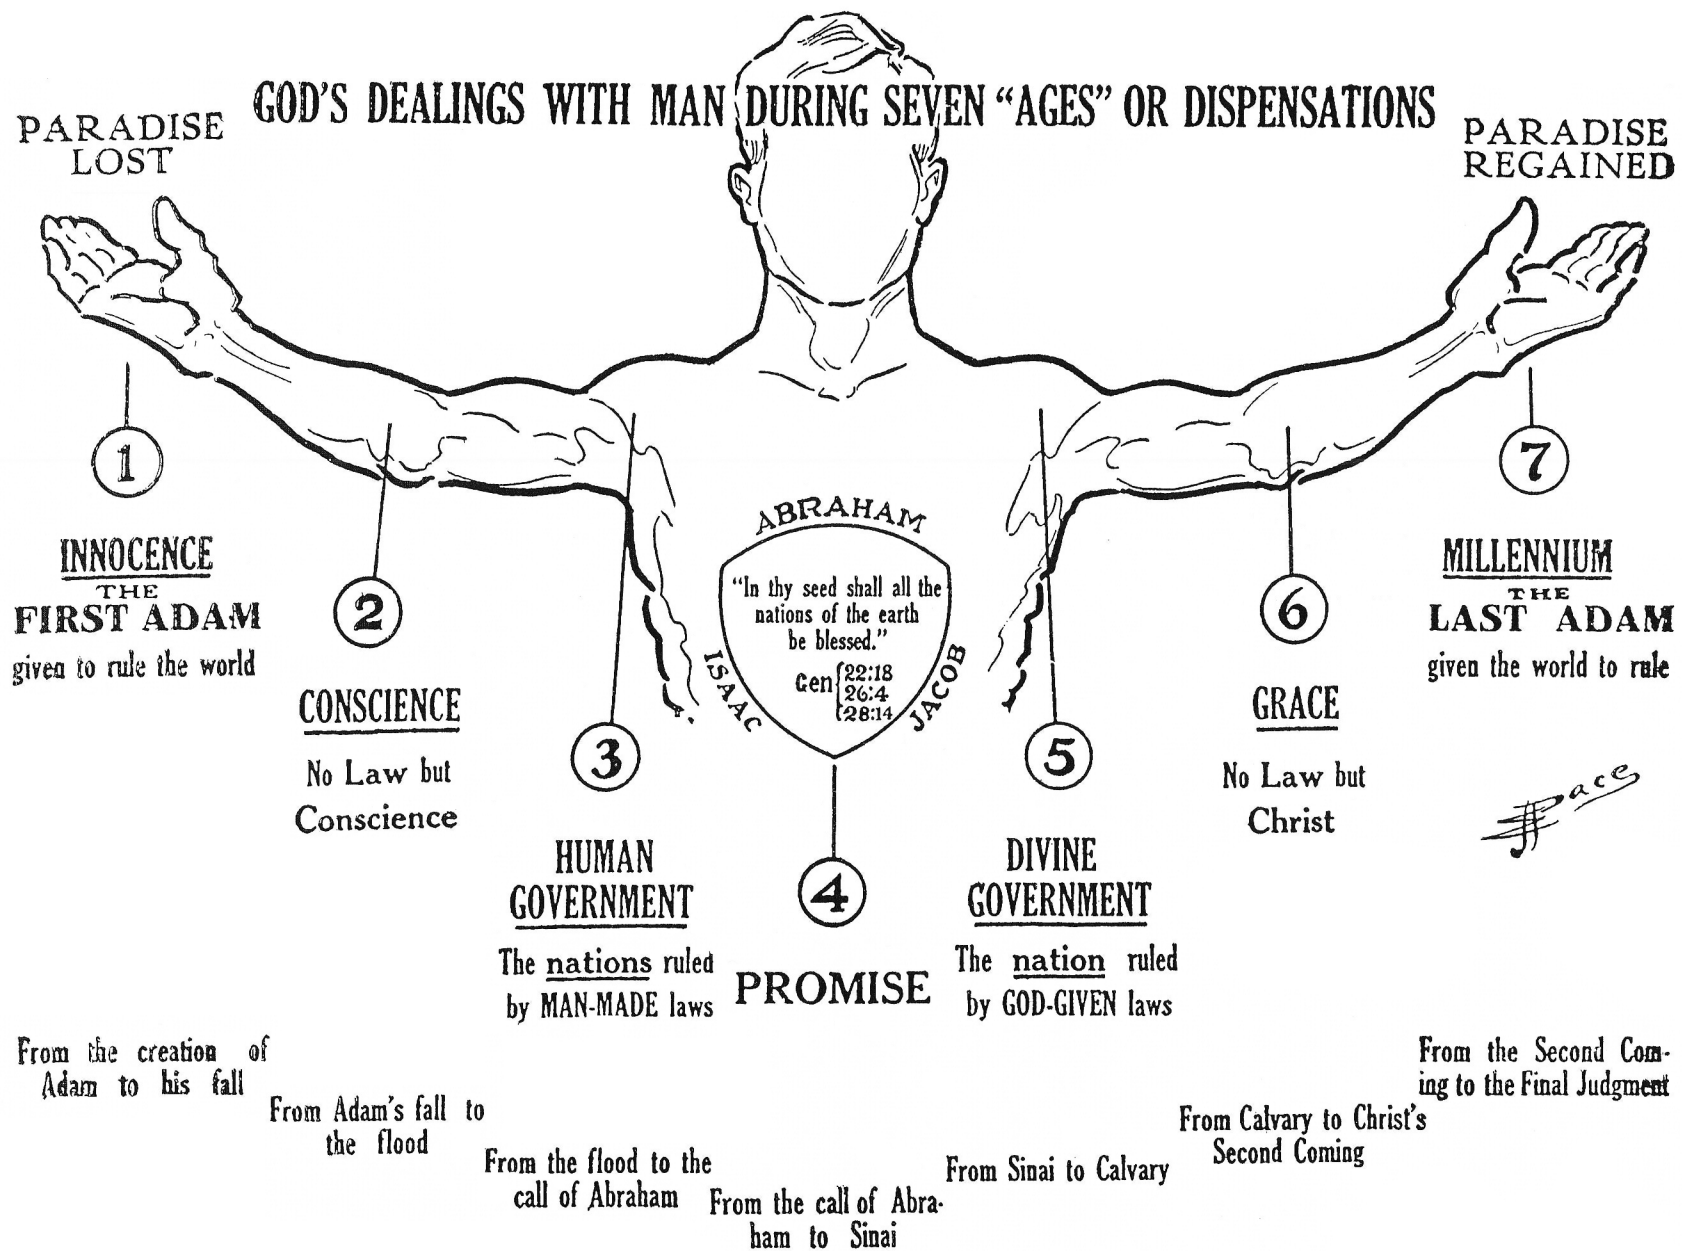 GOD'S DEALINGS WITH MAN DURING SEVEN “AGES” OR DISPENSATIONS
PARADISE
LOST
PARADISE
REGAINED
1
INNOCENCE
THE
FIRST ADAM
given to rule the world
2
CONSCIENCE
No Law but
Conscience
3
HUMAN
GOVERNMENT
The nations ruled
by MAN-MADE laws
ABRAHAM
ISAAC
JACOB
“In thy seed shall all the
nations of the earth
be blessed.”
Gen 22:18
26:4
28:14
4
PROMISE
5
DIVINE
GOVERNMENT
The nation ruled
by GOD-GIVEN laws
6
GRACE
No Law but
Christ
7
MILLENNIUM
THE
LAST ADAM
given the world to rule
EJPace
From the creation of
Adam to his fall
From Adam's fall to
the flood
From the flood to the
call of Abraham
From the call of Abra-
ham to Sinai
From Sinai to Calvary
From Calvary to Christ's
Second Coming
From the Second Com-
ing to the Final Judgment